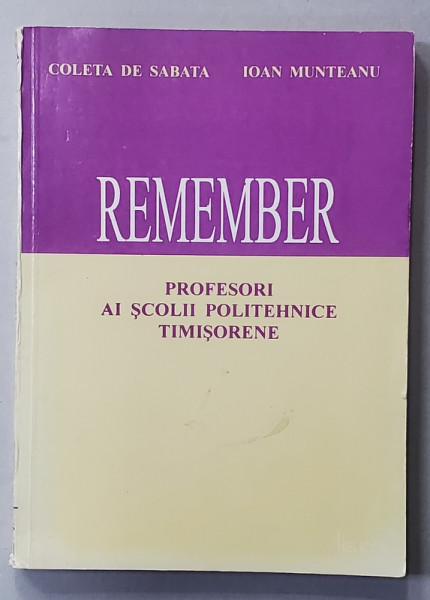 COLETA DE SABATA IOAN MUNTEANU
REMEMBER
PROFESORI
AI ŞCOLII POLITEHNICE
TIMIŞORENE